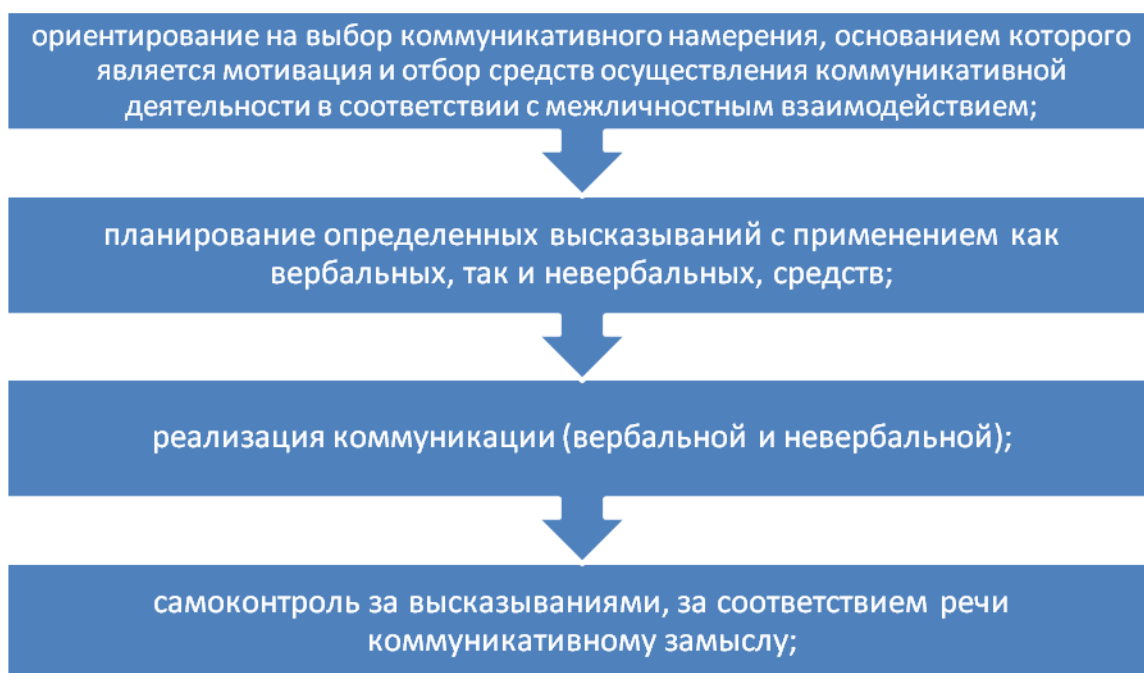 ориентирование на выбор коммуникативного намерения, основанием которого
является мотивация и отбор средств осуществления коммуникативной
деятельности в соответствии с межличностным взаимодействием;
планирование определенных высказываний с применением как
вербальных, так и невербальных, средств;
реализация коммуникации (вербальной и невербальной);
самоконтроль за высказываниями, за соответствием речи
коммуникативному замыслу;